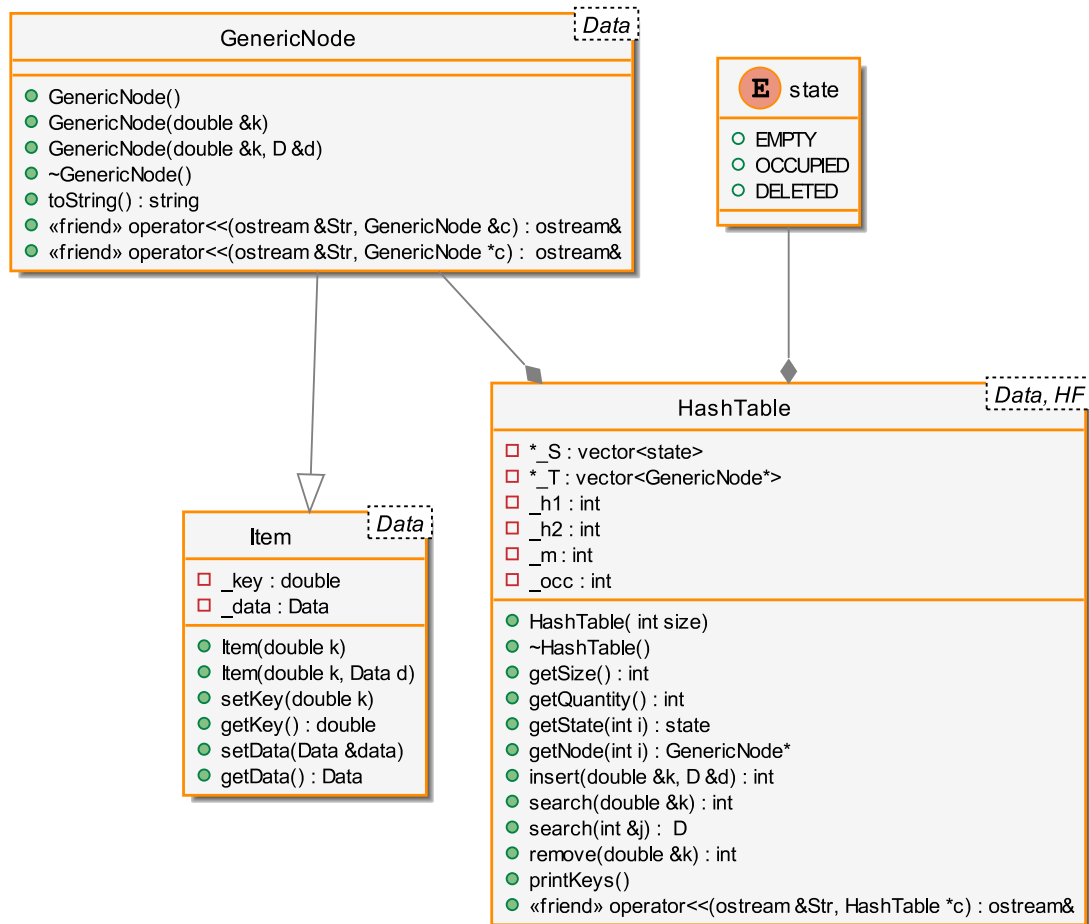 GenericNode
Data
GenericNode()
GenericNode(double &k)
GenericNode(double &k, D &d)
~GenericNode()
toString() : string
«friend» operator<<(ostream &Str, GenericNode &c) : ostream&
«friend» operator<<(ostream &Str, GenericNode *c) :  ostream&
E state
EMPTY
OCCUPIED
DELETED
Item
Data
_key : double
_data : Data
Item(double k)
Item(double k, Data d)
setKey(double k)
getKey() : double
setData(Data &data)
getData() : Data
HashTable
Data, HF
*_S : vector<state>
*_T : vector<GenericNode*>
_h1 : int
_h2 : int
_m : int
_occ : int
HashTable( int size)
~HashTable()
getSize() : int
getQuantity() : int
getState(int i) : state
getNode(int i) : GenericNode*
insert(double &k, D &d) : int
search(double &k) : int
search(int &j) :  D
remove(double &k) : int
printKeys()
«friend» operator<<(ostream &Str, HashTable *c) : ostream&